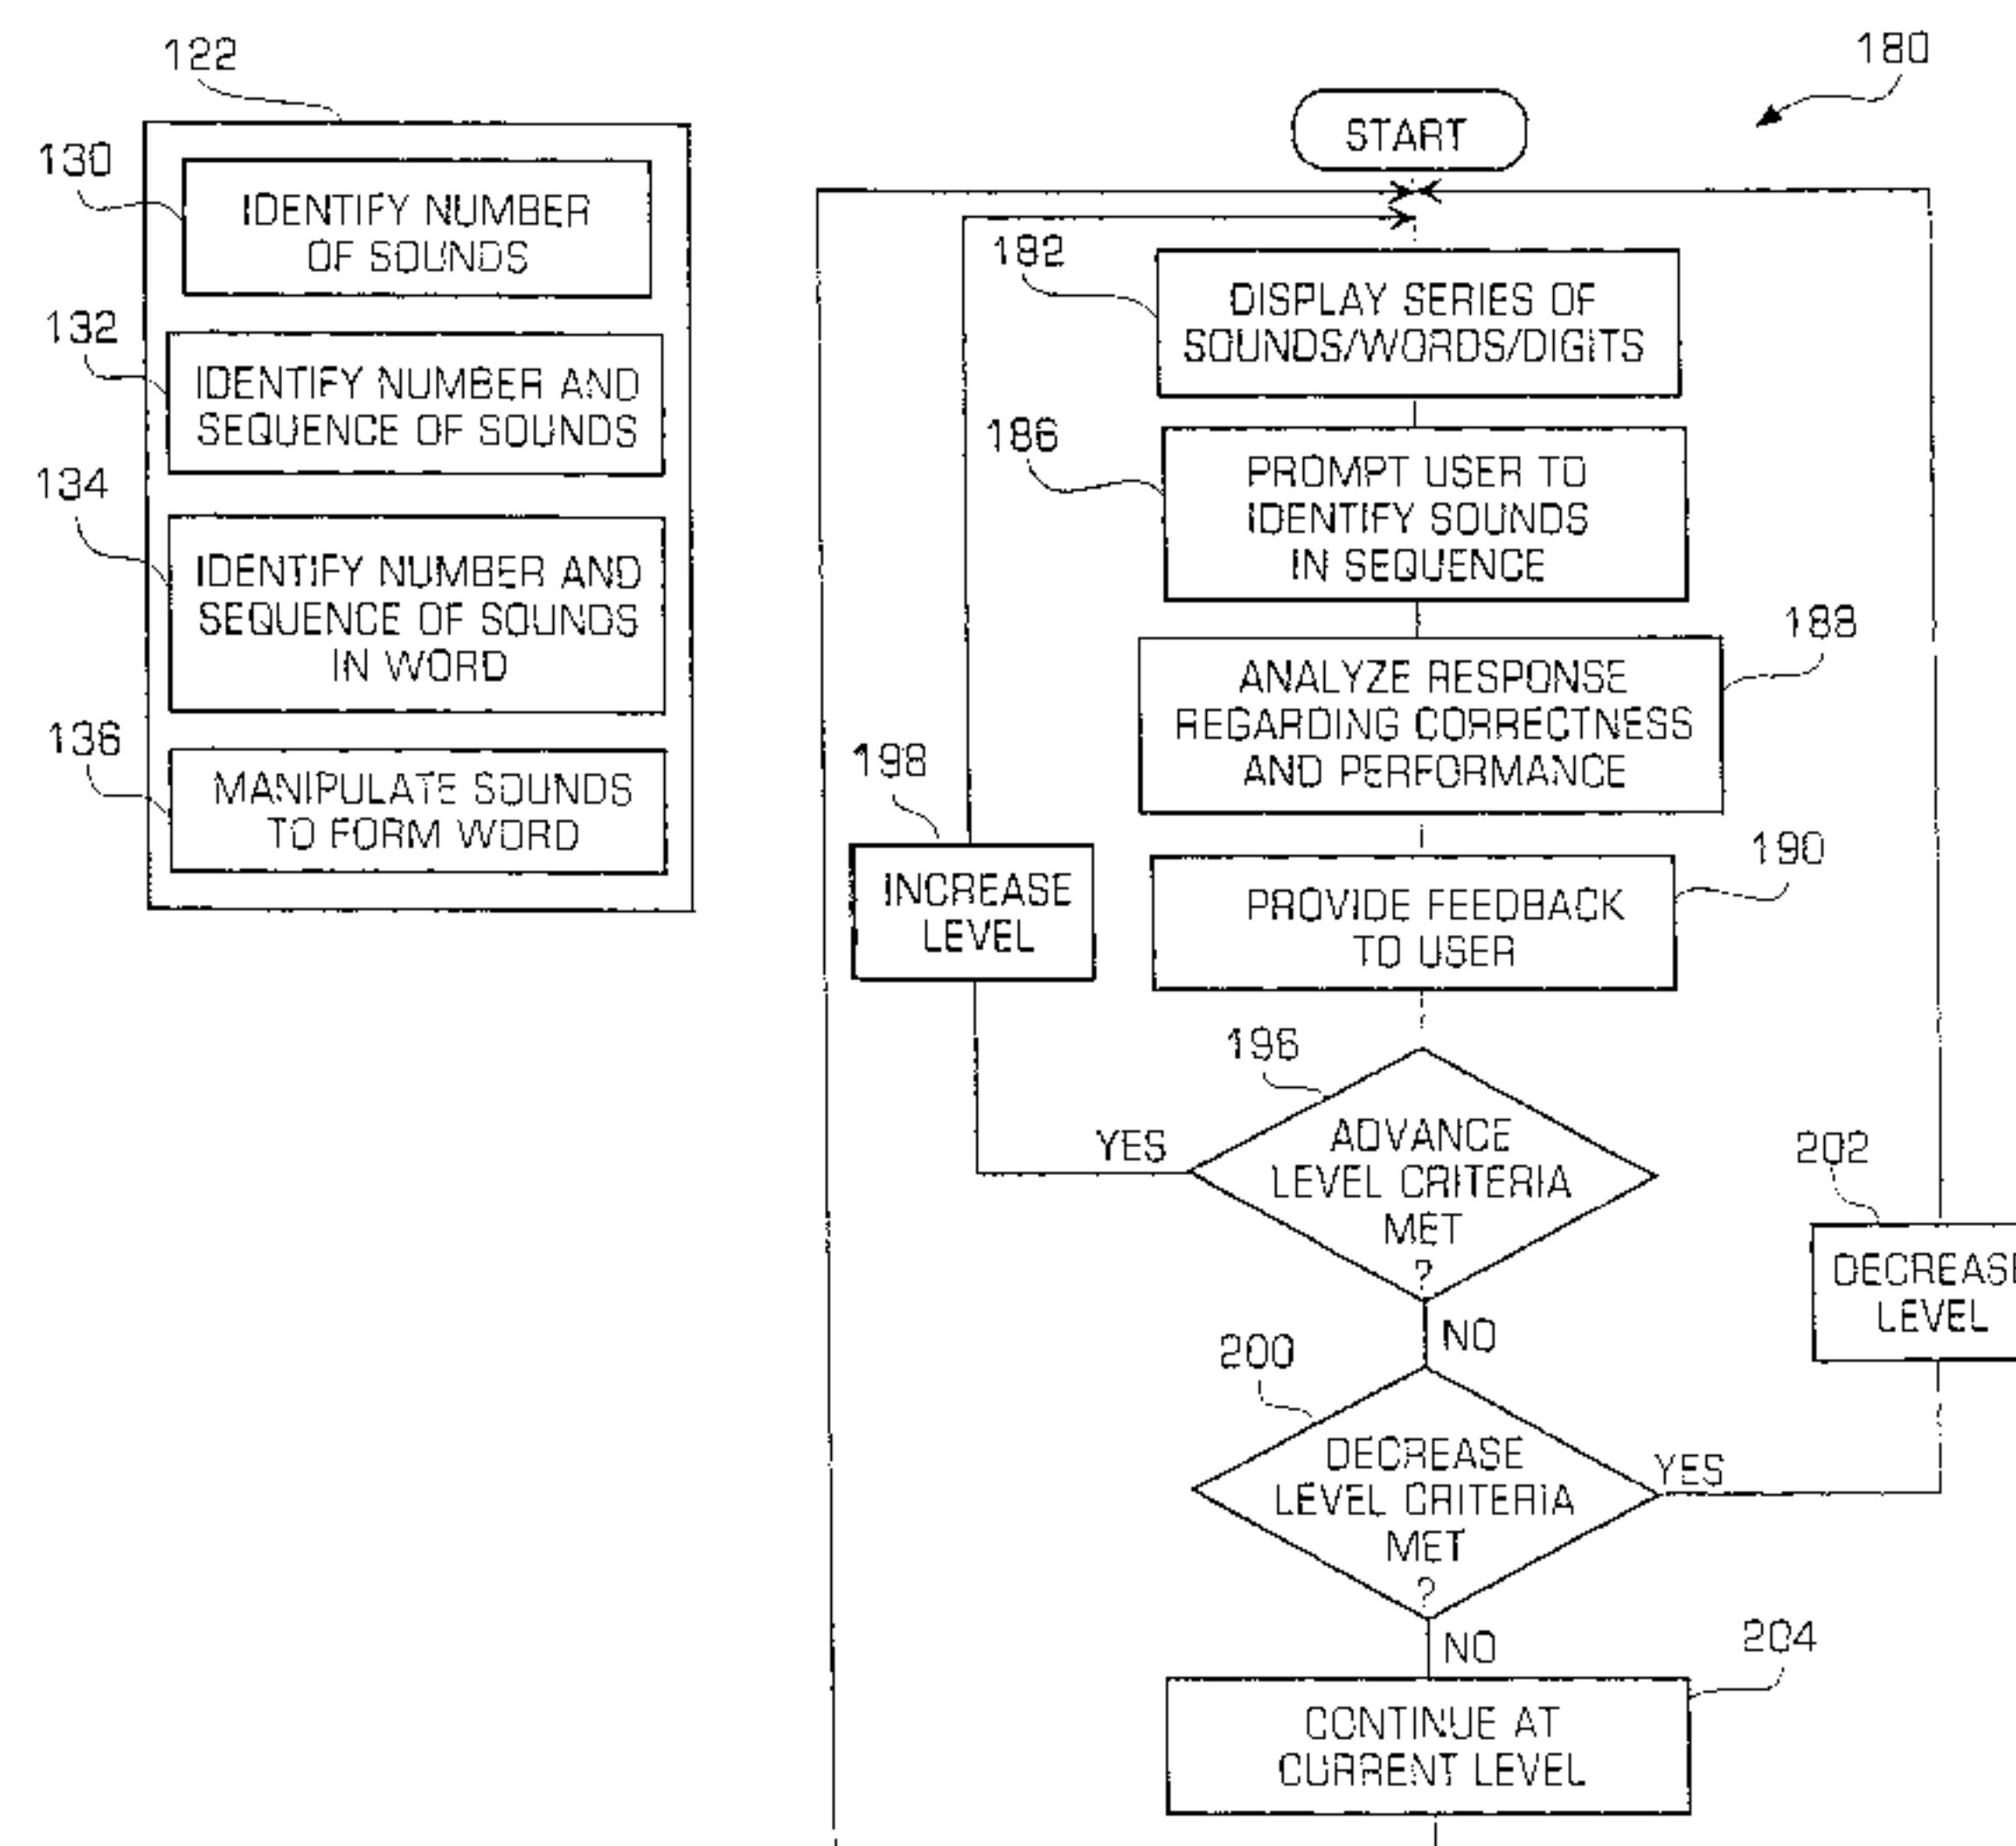 122
130
IDENTIFY NUMBER
OF SOUNDS
132
IDENTIFY NUMBER AND
SEQUENCE OF SOUNDS
134
IDENTIFY NUMBER AND
SEQUENCE OF SOUNDS
IN WORD
136
MANIPULATE SOUNDS
TO FORM WORD
180
START
182
DISPLAY SERIES OF
SOUNDS/WORDS/DIGITS
186
PROMPT USER TO
IDENTIFY SOUNDS
IN SEQUENCE
188
ANALYZE RESPONSE
REGARDING CORRECTNESS
AND PERFORMANCE
198
INCREASE
LEVEL
190
PROVIDE FEEDBACK
TO USER
196
ADVANCE
LEVEL CRITERIA
MET
?
YES
NO
202
DECREASE
LEVEL
200
DECREASE
LEVEL CRITERIA
MET
?
YES
NO
204
CONTINUE AT
CURRENT LEVEL